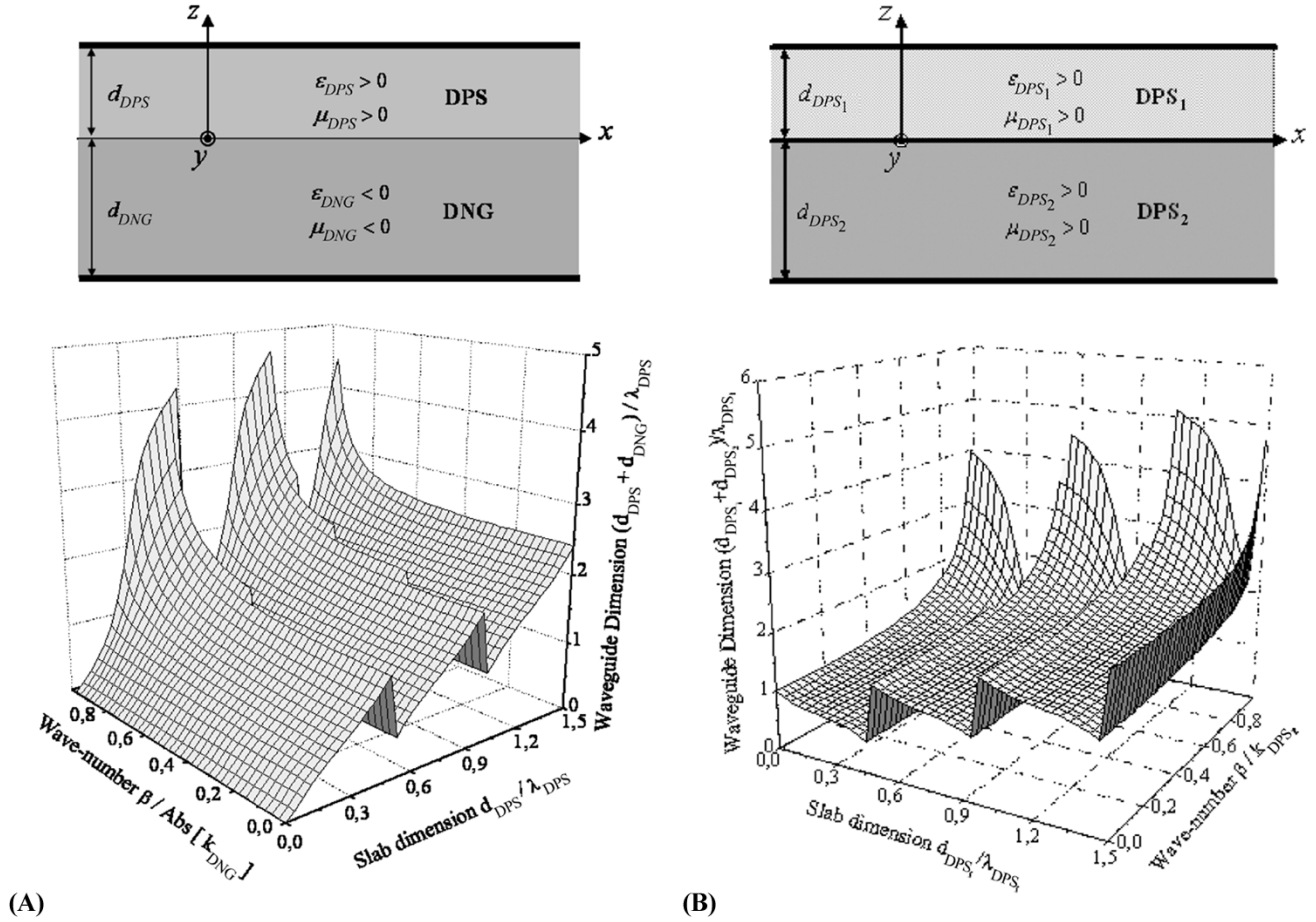 z
d_DPS
ε_DPS > 0
μ_DPS > 0
DPS
x
y
d_DNG
ε_DNG < 0
μ_DNG < 0
DNG
z
d_DPS₁
ε_DPS₁ > 0
μ_DPS₁ > 0
DPS₁
x
y
d_DPS₂
ε_DPS₂ > 0
μ_DPS₂ > 0
DPS₂
5
4
3
2
1
0
Waveguide Dimension (d_DPS + d_DNG) / λ_DPS
0,8
0,6
0,4
0,2
0,0
Wave-number β / Abs [ k_DNG ]
0,0
0,3
0,6
0,9
1,2
1,5
Slab dimension d_DPS / λ_DPS
(A)
6
5
4
3
2
1
0
Waveguide Dimension (d_DPS₁ + d_DPS₂)/λ_DPS₁
0,0
0,3
0,6
0,9
1,2
1,5
Slab dimension d_DPS₁/λ_DPS₁
0,8
0,6
0,4
0,2
0,0
Wave-number β / k_DPS₂
(B)